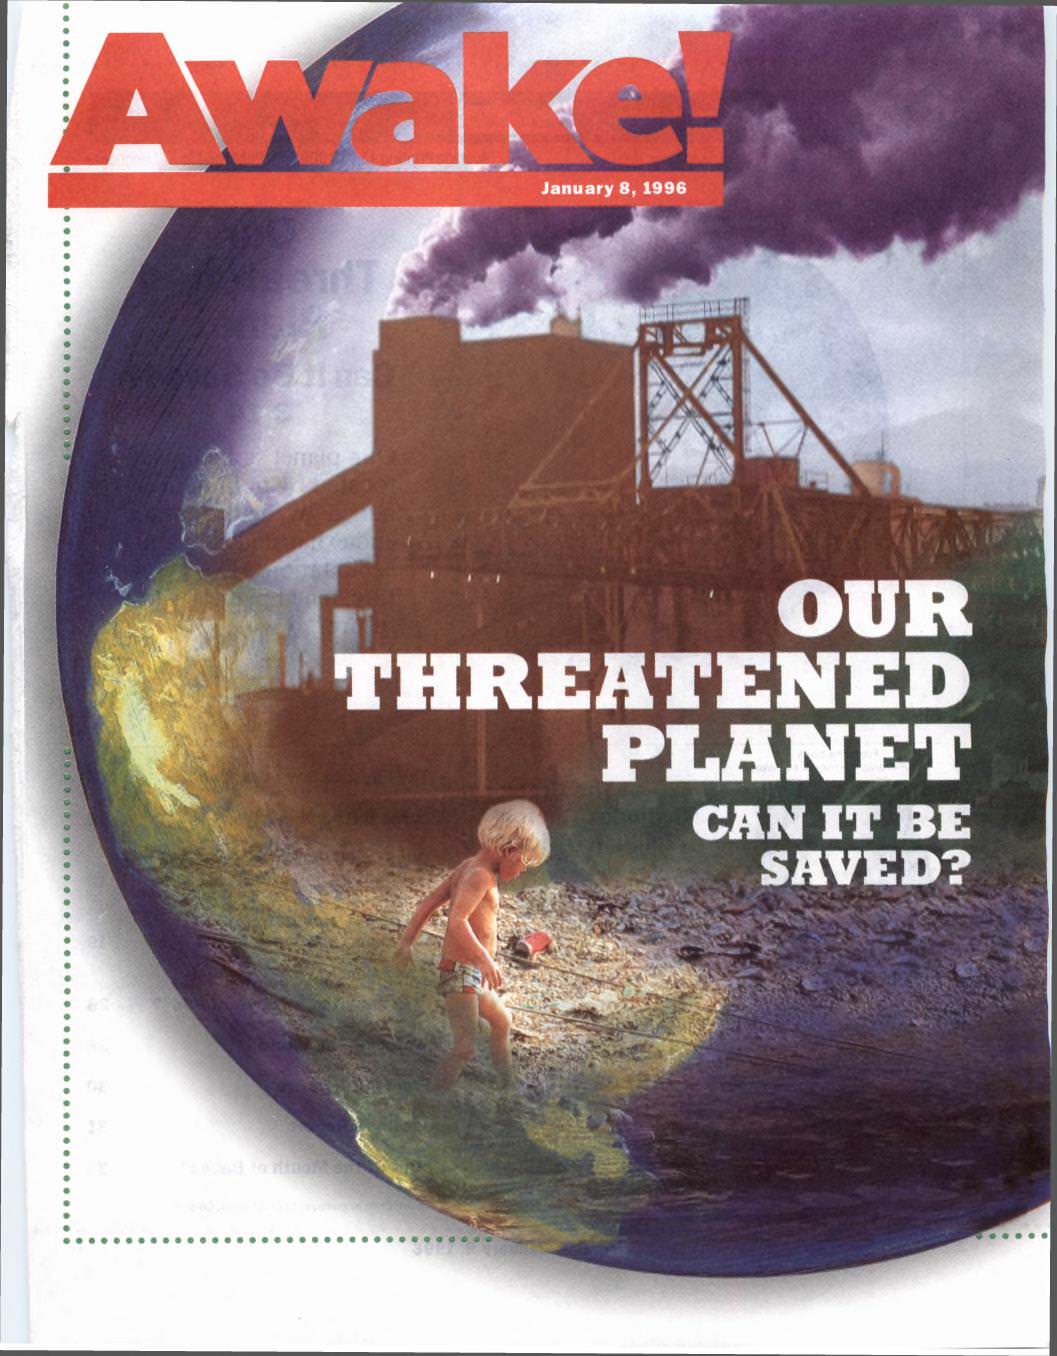 Awake!
January 8, 1996
OUR
THREATENED
PLANET
CAN IT BE
SAVED?